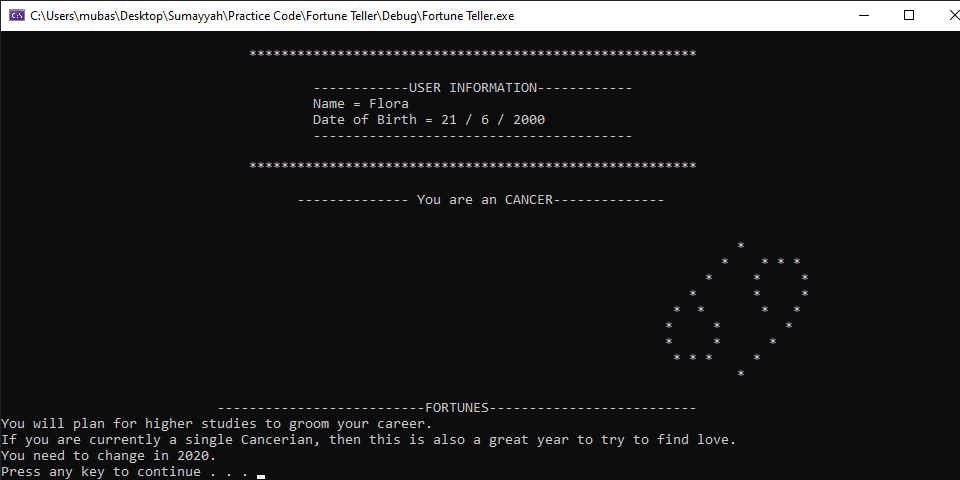 C:\Users\mubas\Desktop\Sumayyah\Practice Code\Fortune Teller\Debug\Fortune Teller.exe
********************************************************
------------USER INFORMATION------------
Name = Flora
Date of Birth = 21 / 6 / 2000
----------------------------------------
********************************************************
-------------- You are an CANCER--------------
*
* * * *
* * *
* * *
* * * *
* * *
* * *
* * * *
*
--------------------------FORTUNES--------------------------
You will plan for higher studies to groom your career.
If you are currently a single Cancerian, then this is also a great year to try to find love.
You need to change in 2020.
Press any key to continue . . .